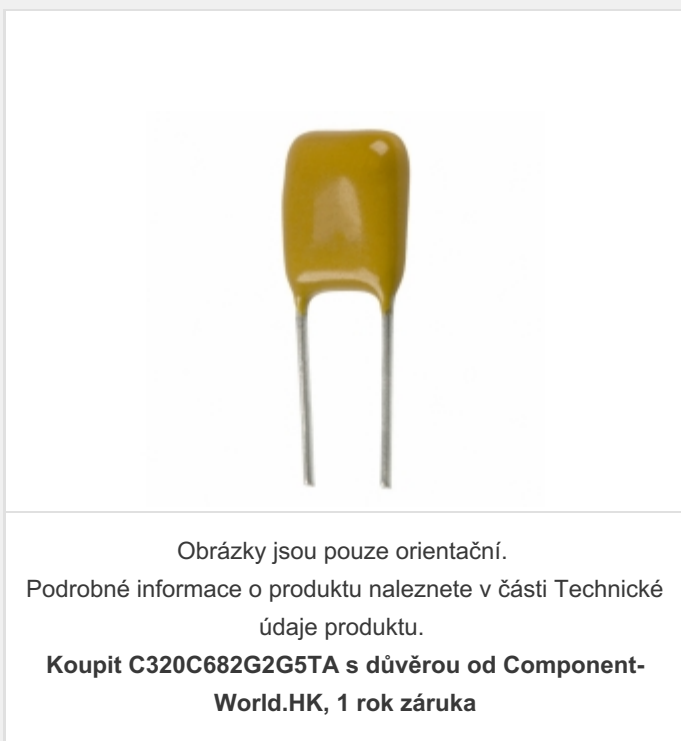 Obrázky jsou pouze orientační.
Podrobné informace o produktu naleznete v části Technické
údaje produktu.
Koupit C320C682G2G5TA s důvěrou od Component-
World.HK, 1 rok záruka